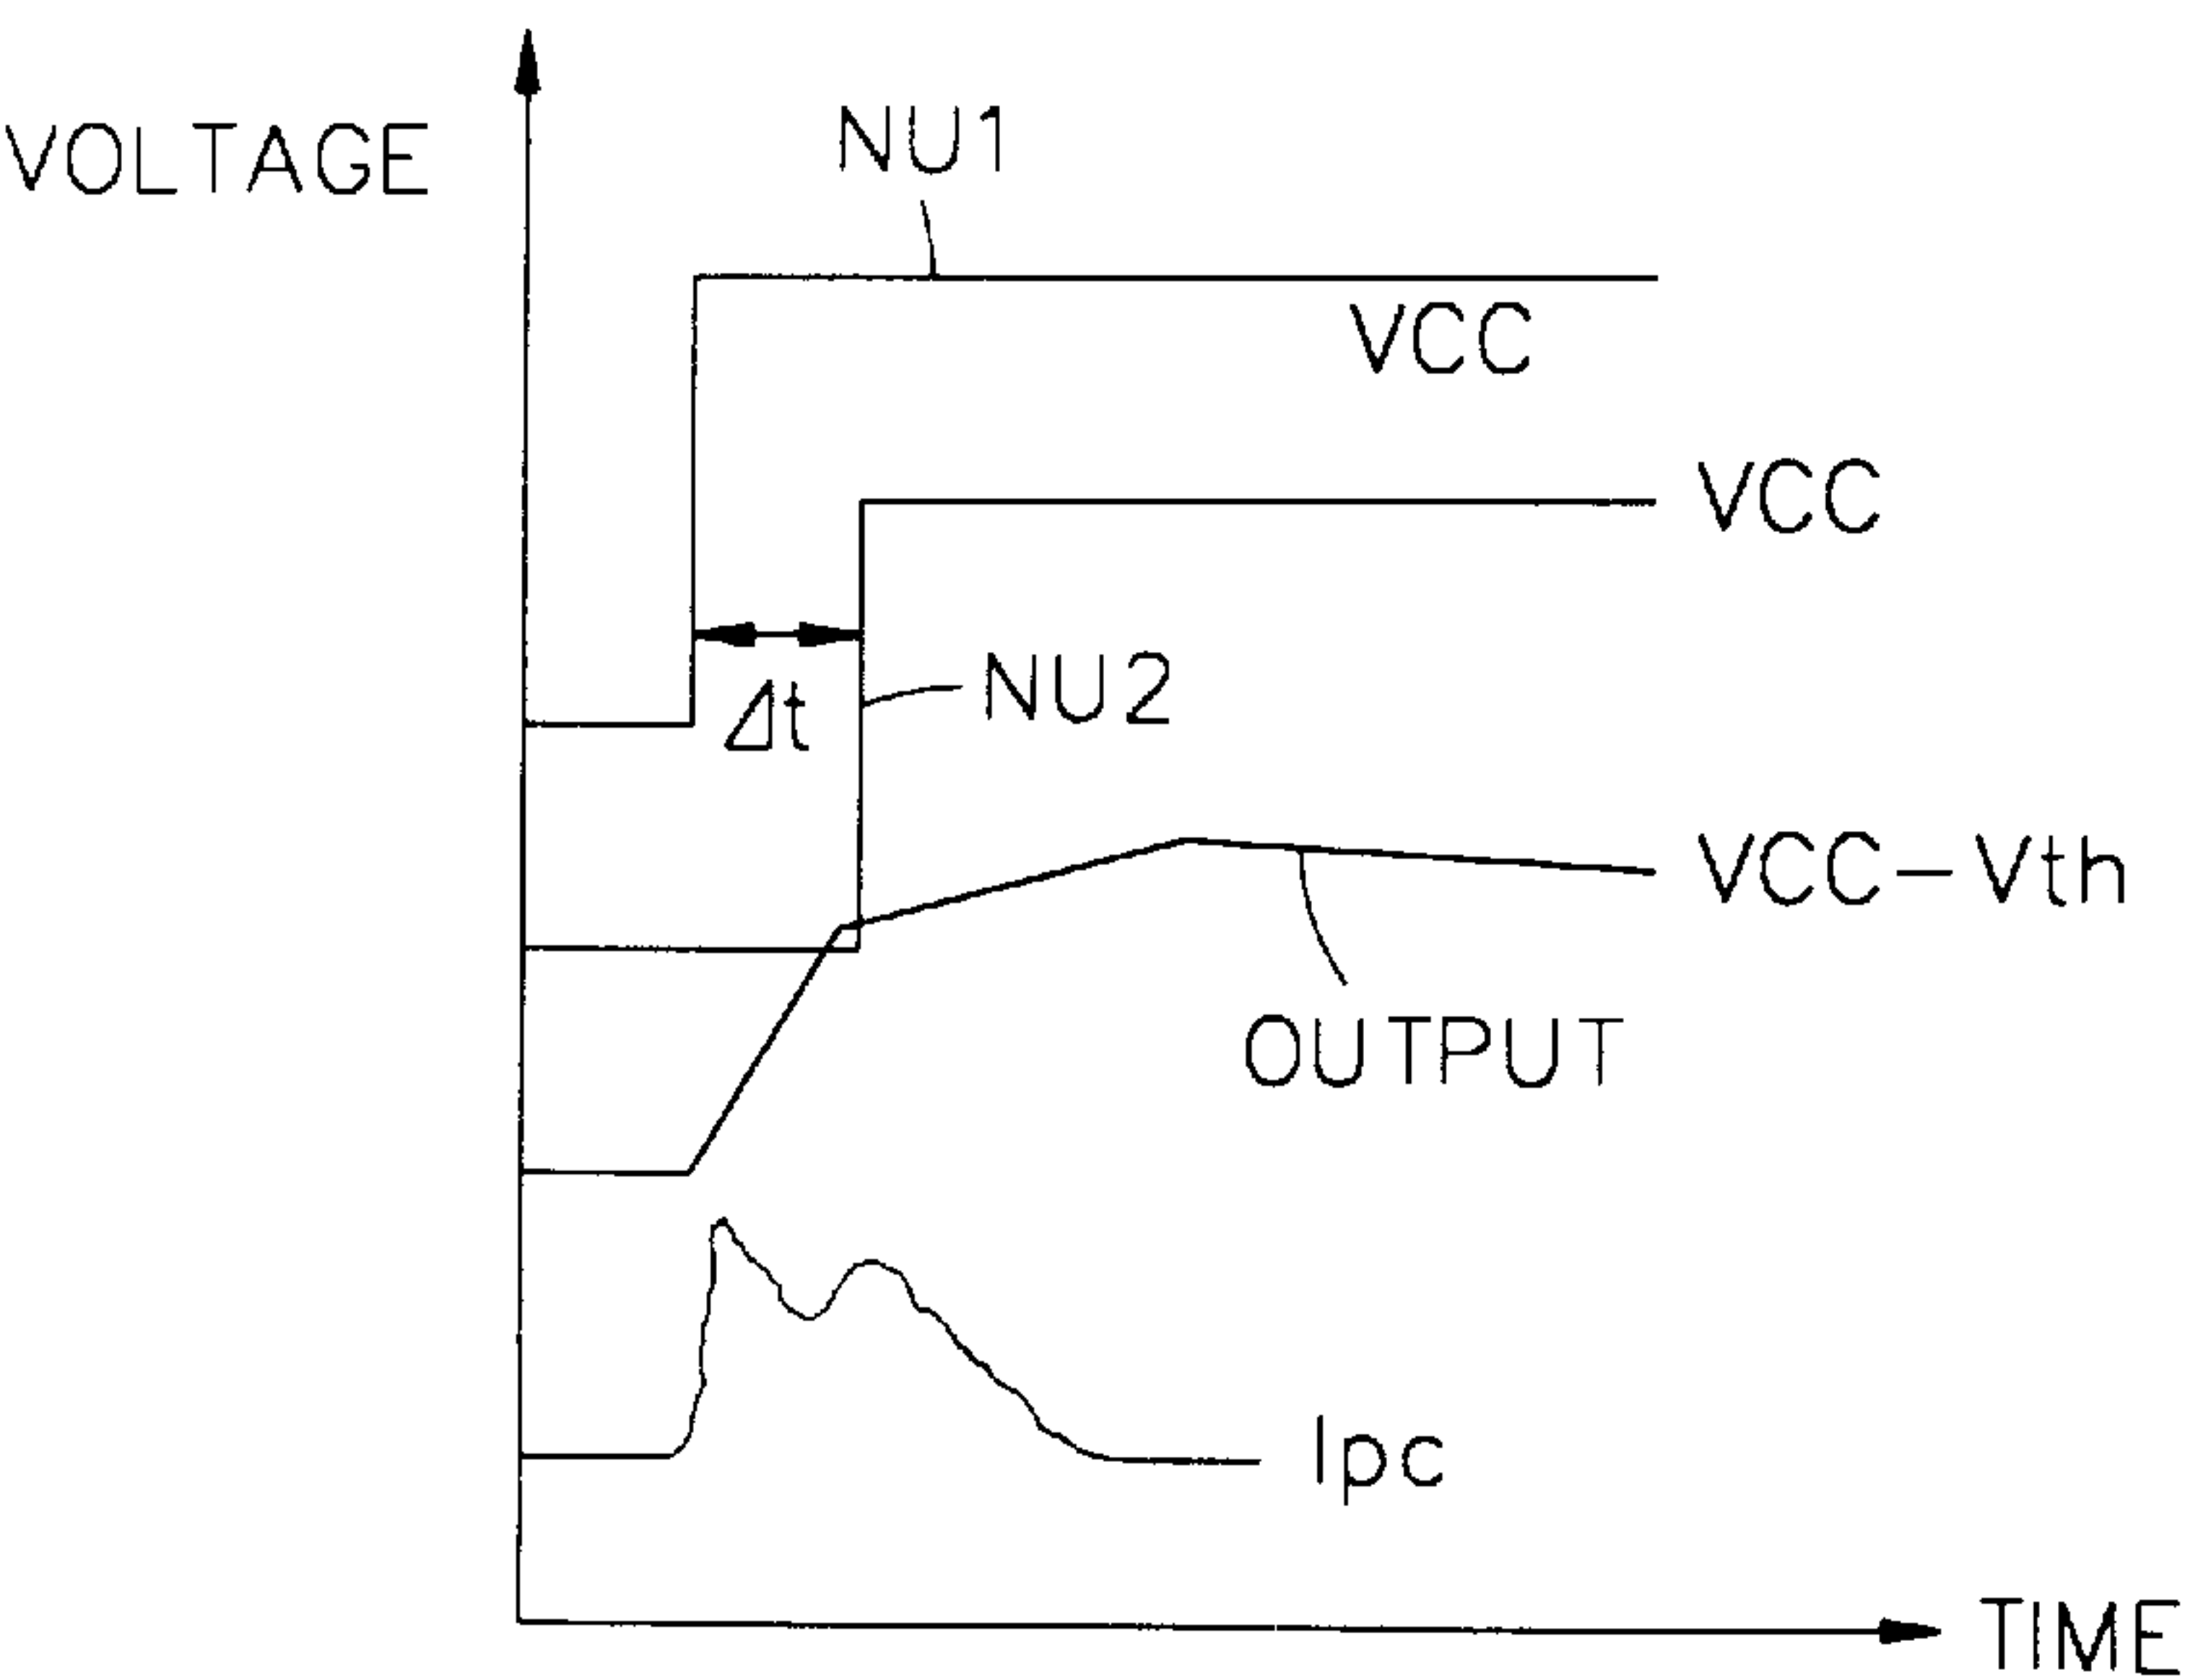 VOLTAGE
NU1
VCC
VCC
Δt
NU2
VCC-Vth
OUTPUT
Ipc
TIME